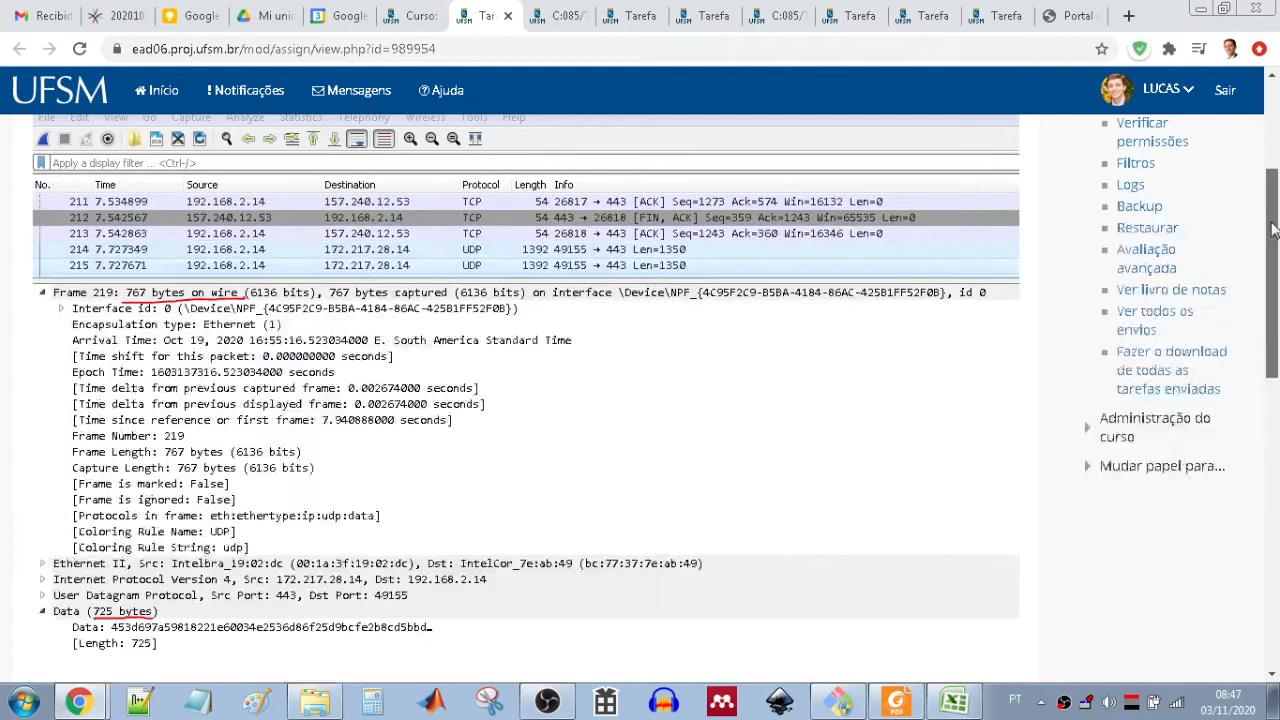 Recibid
202010
Google
Mi unic
Google
Curso:
Tar
C:085/
Tarefa
Tarefa
C:085/
Tarefa
Tarefa
Tarefa
Portal
ead06.proj.ufsm.br/mod/assign/view.php?id=989954
UFSM
Início
! Notificações
Mensagens
Ajuda
LUCAS
Sair
File Edit View Go Capture Analyze Statistics Telephony Wireless Tools Help
Apply a display filter ... <Ctrl-/>
No. Time Source Destination Protocol Length Info
211 7.534899 192.168.2.14 157.240.12.53 TCP 54 26817 → 443 [ACK] Seq=1273 Ack=574 Win=16132 Len=0
212 7.542567 157.240.12.53 192.168.2.14 TCP 54 443 → 26818 [FIN, ACK] Seq=359 Ack=1243 Win=65535 Len=0
213 7.542863 192.168.2.14 157.240.12.53 TCP 54 26818 → 443 [ACK] Seq=1243 Ack=360 Win=16346 Len=0
214 7.727349 192.168.2.14 172.217.28.14 UDP 1392 49155 → 443 Len=1350
215 7.727671 192.168.2.14 172.217.28.14 UDP 1392 49155 → 443 Len=1350
Frame 219: 767 bytes on wire (6136 bits), 767 bytes captured (6136 bits) on interface \Device\NPF_{4C95F2C9-B5BA-4184-86AC-425B1FF52F0B}, id 0
Interface id: 0 (\Device\NPF_{4C95F2C9-B5BA-4184-86AC-425B1FF52F0B})
Encapsulation type: Ethernet (1)
Arrival Time: Oct 19, 2020 16:55:16.523034000 E. South America Standard Time
[Time shift for this packet: 0.000000000 seconds]
Epoch Time: 1603137316.523034000 seconds
[Time delta from previous captured frame: 0.002674000 seconds]
[Time delta from previous displayed frame: 0.002674000 seconds]
[Time since reference or first frame: 7.940888000 seconds]
Frame Number: 219
Frame Length: 767 bytes (6136 bits)
Capture Length: 767 bytes (6136 bits)
[Frame is marked: False]
[Frame is ignored: False]
[Protocols in frame: eth:ethertype:ip:udp:data]
[Coloring Rule Name: UDP]
[Coloring Rule String: udp]
Ethernet II, Src: Intelbra_19:02:dc (00:1a:3f:19:02:dc), Dst: IntelCor_7e:ab:49 (bc:77:37:7e:ab:49)
Internet Protocol Version 4, Src: 172.217.28.14, Dst: 192.168.2.14
User Datagram Protocol, Src Port: 443, Dst Port: 49155
Data (725 bytes)
Data: 453d697a59818221e60034e2536d86f25d9bcfe2b8cd5bbd…
[Length: 725]
Verificar
permissões
Filtros
Logs
Backup
Restaurar
Avaliação
avançada
Ver livro de notas
Ver todos os
envios
Fazer o download
de todas as
tarefas enviadas
Administração do
curso
Mudar papel para...
PT
08:47
03/11/2020